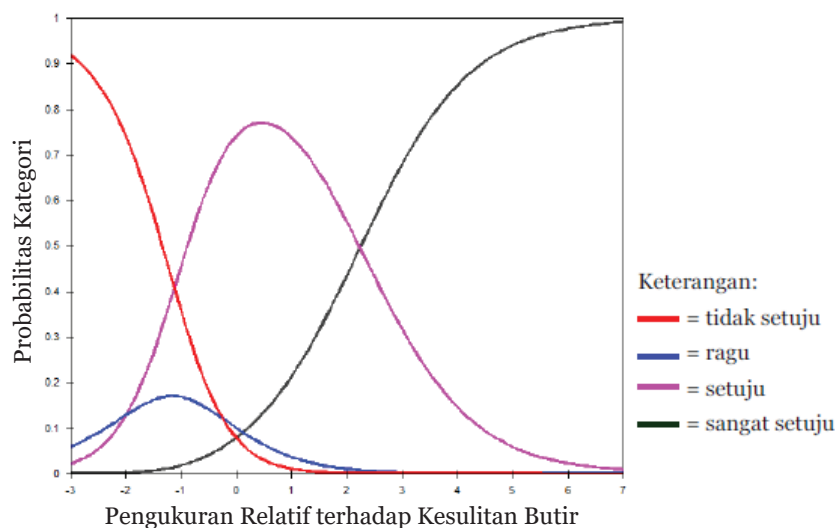 1
0.9
0.8
0.7
0.6
0.5
0.4
0.3
0.2
0.1
0
Probabilitas Kategori
-3 -2 -1 0 1 2 3 4 5 6 7
Pengukuran Relatif terhadap Kesulitan Butir
Keterangan:
= tidak setuju
= ragu
= setuju
= sangat setuju